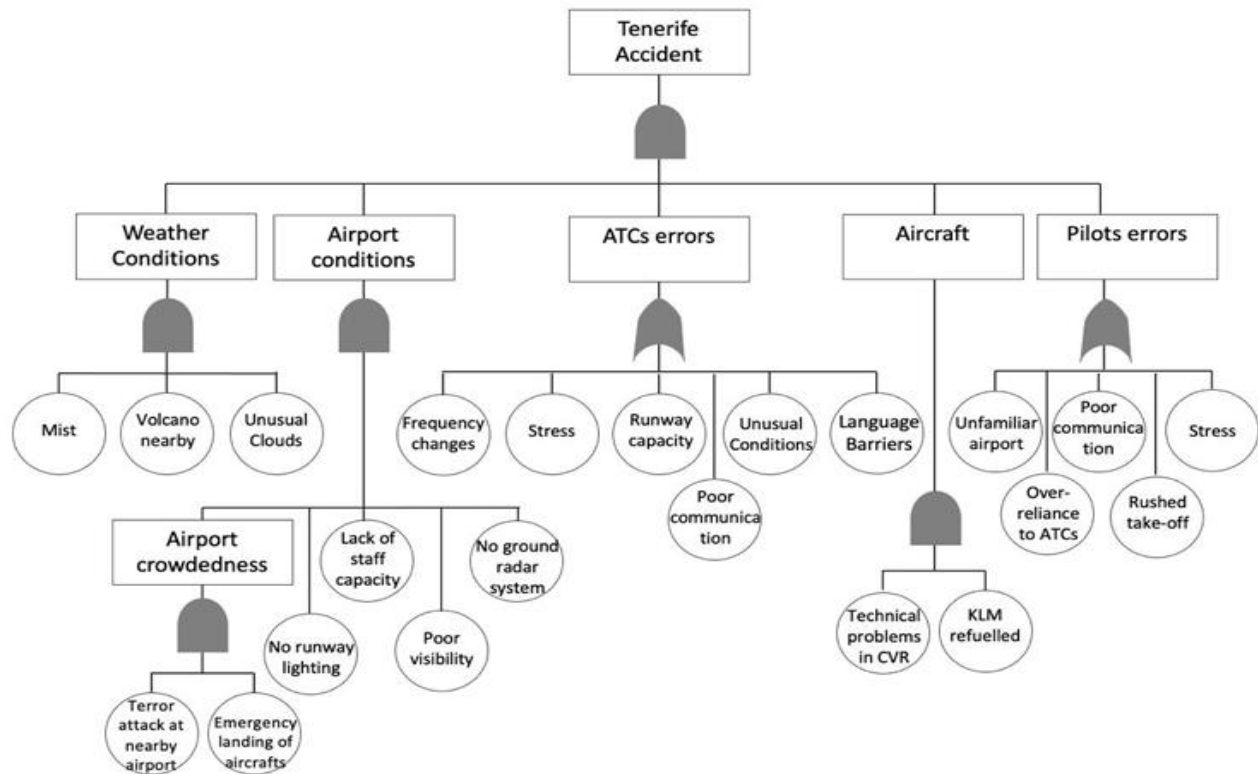 Tenerife
Accident
Weather
Conditions
Airport
conditions
ATCs errors
Aircraft
Pilots errors
Mist
Volcano
nearby
Unusual
Clouds
Frequency
changes
Stress
Runway
capacity
Poor
communica
tion
Unusual
Conditions
Language
Barriers
Unfamiliar
airport
Over-
reliance
to ATCs
Poor
communica
tion
Rushed
take-off
Stress
Airport
crowdedness
No runway
lighting
Lack of
staff
capacity
Poor
visibility
No ground
radar
system
Technical
problems
in CVR
KLM
refuelled
Terror
attack at
nearby
airport
Emergency
landing of
aircrafts